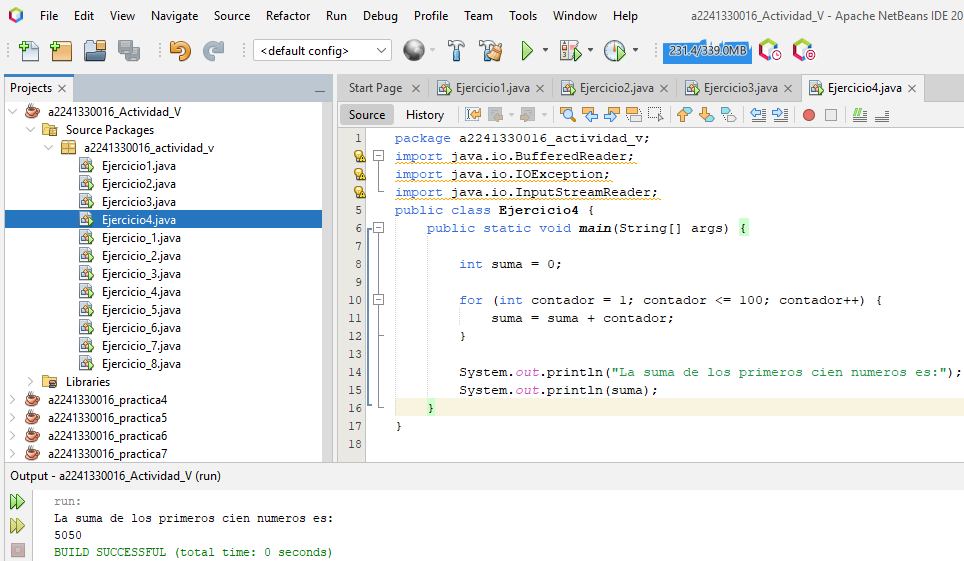 File Edit View Navigate Source Refactor Run Debug Profile Team Tools Window Help a2241330016_Actividad_V - Apache NetBeans IDE 20
<default config> 231.4/339.0MB
Projects
Start Page Ejercicio1.java Ejercicio2.java Ejercicio3.java Ejercicio4.java
Source History
a2241330016_Actividad_V
Source Packages
a2241330016_actividad_v
Ejercicio1.java
Ejercicio2.java
Ejercicio3.java
Ejercicio4.java
Ejercicio_1.java
Ejercicio_2.java
Ejercicio_3.java
Ejercicio_4.java
Ejercicio_5.java
Ejercicio_6.java
Ejercicio_7.java
Ejercicio_8.java
Libraries
a2241330016_practica4
a2241330016_practica5
a2241330016_practica6
a2241330016_practica7
1 package a2241330016_actividad_v;
import java.io.BufferedReader;
import java.io.IOException;
import java.io.InputStreamReader;
5 public class Ejercicio4 {
6 public static void main(String[] args) {
7
8 int suma = 0;
9
10 for (int contador = 1; contador <= 100; contador++) {
11 suma = suma + contador;
12 }
13
14 System.out.println("La suma de los primeros cien numeros es:");
15 System.out.println(suma);
16 }
17 }
18
Output - a2241330016_Actividad_V (run)
run:
La suma de los primeros cien numeros es:
5050
BUILD SUCCESSFUL (total time: 0 seconds)